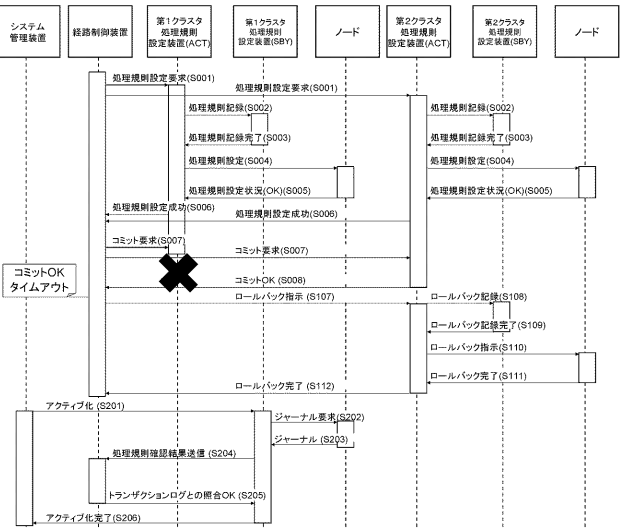 システム
管理装置
経路制御装置
第1クラスタ
処理規則
設定装置(ACT)
第1クラスタ
処理規則
設定装置(SBY)
ノード
第2クラスタ
処理規則
設定装置(ACT)
第2クラスタ
処理規則
設定装置(SBY)
ノード
処理規則設定要求(S001)
処理規則設定要求(S001)
処理規則記録(S002)
処理規則記録(S002)
処理規則記録完了(S003)
処理規則記録完了(S003)
処理規則設定(S004)
処理規則設定(S004)
処理規則設定状況(OK)(S005)
処理規則設定状況(OK)(S005)
処理規則設定成功(S006)
処理規則設定成功(S006)
コミット要求(S007)
コミット要求(S007)
コミットOK
タイムアウト
コミットOK (S008)
ロールバック指示(S107)
ロールバック記録(S108)
ロールバック記録完了(S109)
ロールバック指示(S110)
ロールバック完了(S111)
ロールバック完了(S112)
アクティブ化(S201)
ジャーナル要求(S202)
ジャーナル(S203)
処理規則確認結果送信(S204)
トランザクションログとの照合OK(S205)
アクティブ化完了(S206)